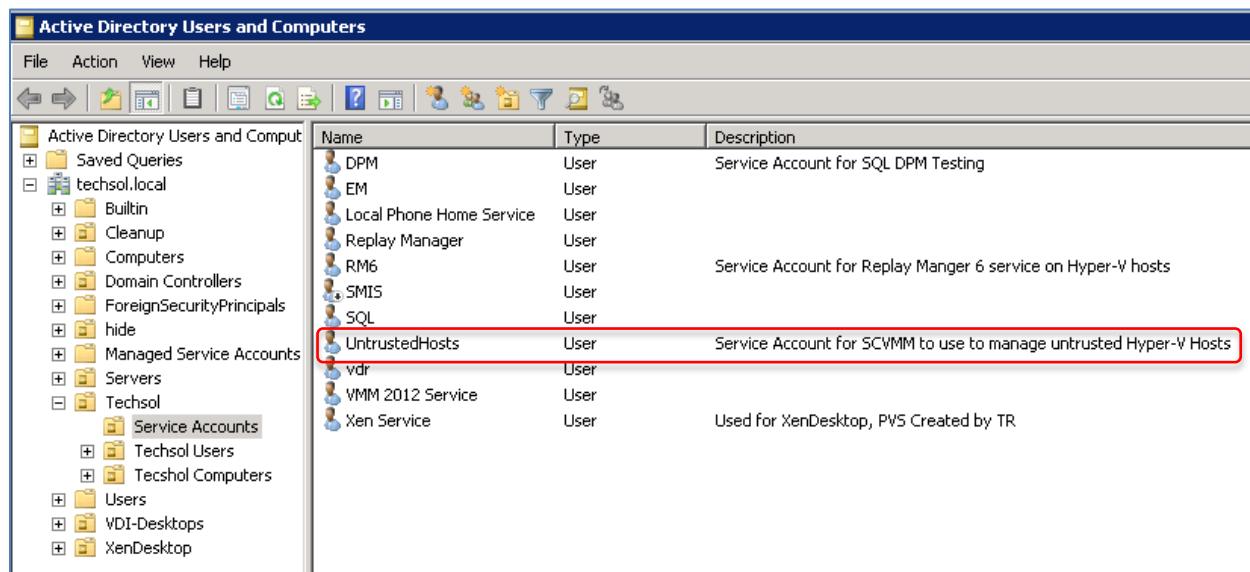 Active Directory Users and Computers
File Action View Help
Active Directory Users and Comput
Saved Queries
techsol.local
Builtin
Cleanup
Computers
Domain Controllers
ForeignSecurityPrincipals
hide
Managed Service Accounts
Servers
Techsol
Service Accounts
Techsol Users
Tecshol Computers
Users
VDI-Desktops
XenDesktop
Name Type Description
DPM User Service Account for SQL DPM Testing
EM User
Local Phone Home Service User
Replay Manager User
RM6 User Service Account for Replay Manger 6 service on Hyper-V hosts
SMIS User
SQL User
UntrustedHosts User Service Account for SCVMM to use to manage untrusted Hyper-V Hosts
vdr User
VMM 2012 Service User
Xen Service User Used for XenDesktop, PVS Created by TR